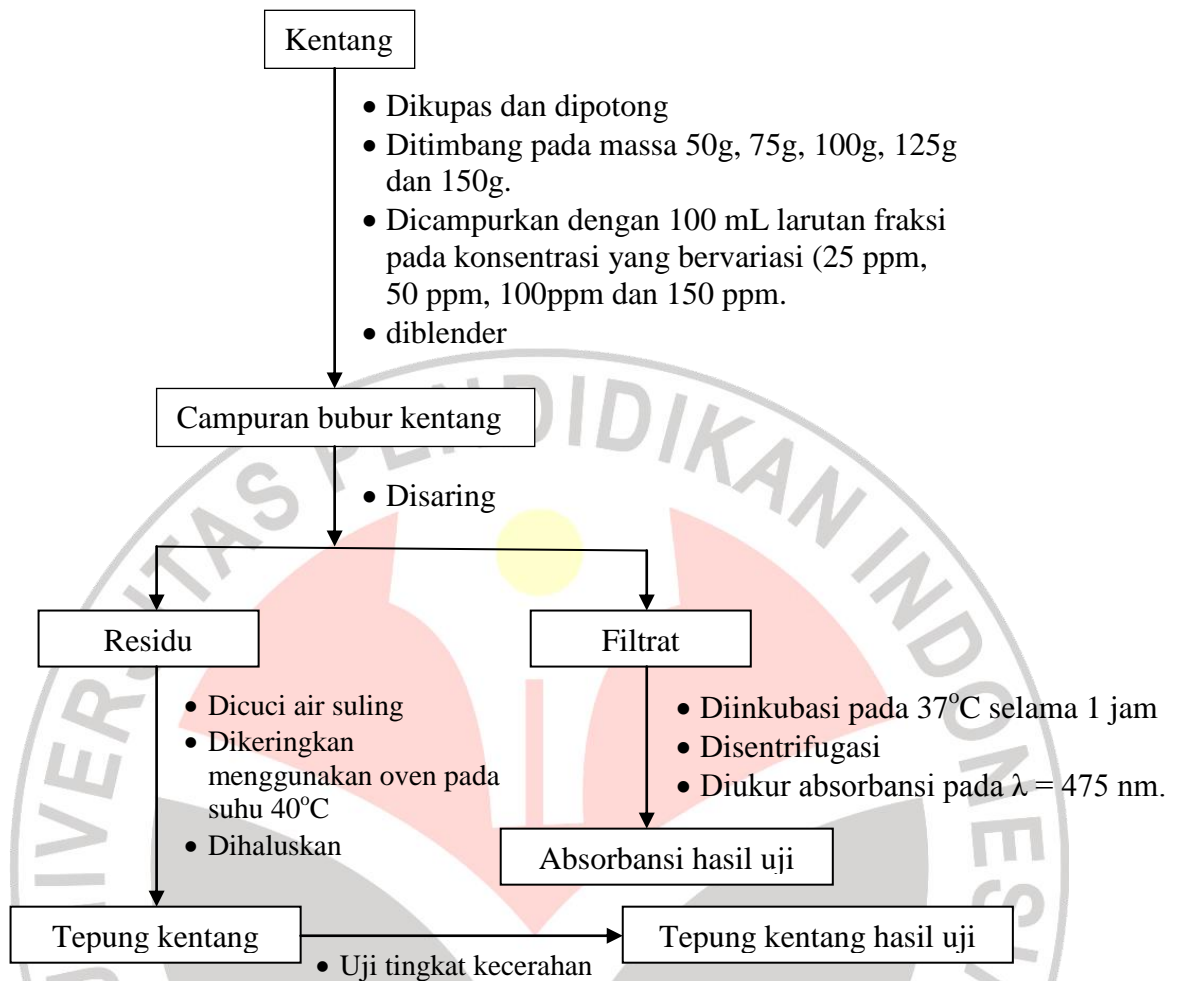 Kentang
• Dikupas dan dipotong
• Ditimbang pada massa 50g, 75g, 100g, 125g
dan 150g.
• Dicampurkan dengan 100 mL larutan fraksi
pada konsentrasi yang bervariasi (25 ppm,
50 ppm, 100ppm dan 150 ppm.
• diblender
Campuran bubur kentang
• Disaring
Residu
Filtrat
• Dicuci air suling
• Dikeringkan
menggunakan oven pada
suhu 40°C
• Dihaluskan
• Diinkubasi pada 37°C selama 1 jam
• Disentrifugasi
• Diukur absorbansi pada λ = 475 nm.
Absorbansi hasil uji
Tepung kentang
• Uji tingkat kecerahan
Tepung kentang hasil uji
UNIVERSITAS PENDIDIKAN INDONESIA